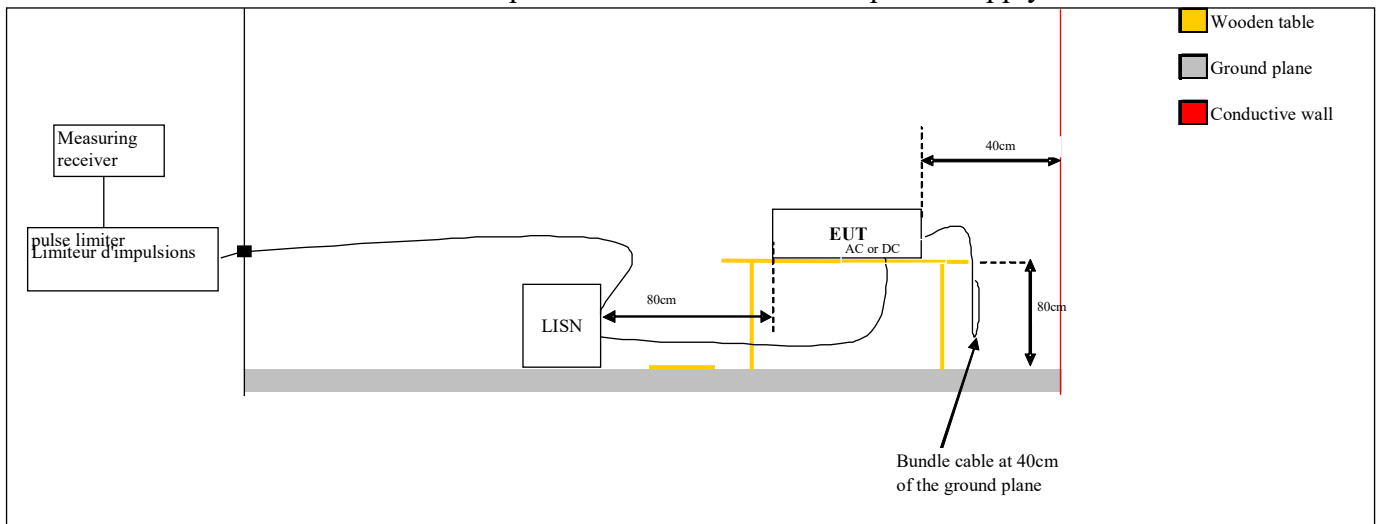 Wooden table
Ground plane
Conductive wall
Measuring
receiver
40cm
pulse limiter
Limiteur d'impulsions
EUT
AC or DC
80cm
80cm
LISN
Bundle cable at 40cm
of the ground plane